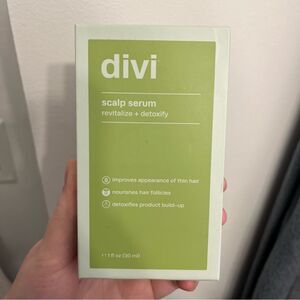 divi
scalp serum
revitalize + detoxify
improves appearance of thin hair
nourishes hair follicles
detoxifies product build-up
1 fl oz (30 ml)